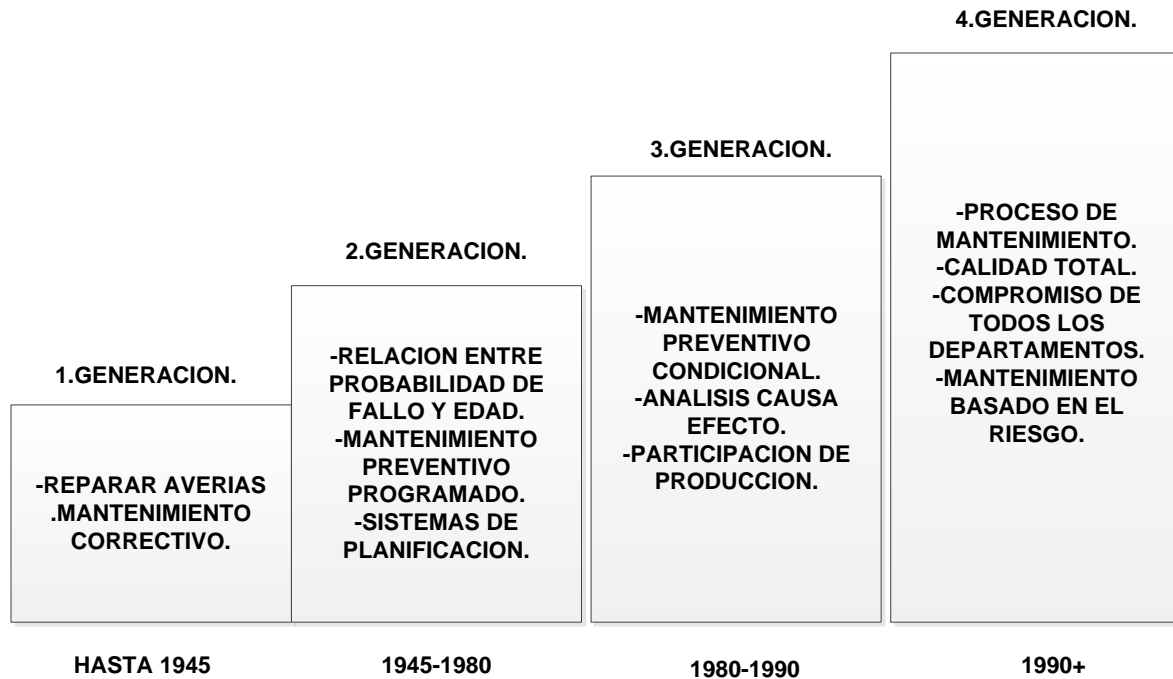 1.GENERACION.
-REPARAR AVERIAS
.MANTENIMIENTO
CORRECTIVO.
HASTA 1945
2.GENERACION.
-RELACION ENTRE
PROBABILIDAD DE
FALLO Y EDAD.
-MANTENIMIENTO
PREVENTIVO
PROGRAMADO.
-SISTEMAS DE
PLANIFICACION.
1945-1980
3.GENERACION.
-MANTENIMIENTO
PREVENTIVO
CONDICIONAL.
-ANALISIS CAUSA
EFECTO.
-PARTICIPACION DE
PRODUCCION.
1980-1990
4.GENERACION.
-PROCESO DE
MANTENIMIENTO.
-CALIDAD TOTAL.
-COMPROMISO DE
TODOS LOS
DEPARTAMENTOS.
-MANTENIMIENTO
BASADO EN EL
RIESGO.
1990+